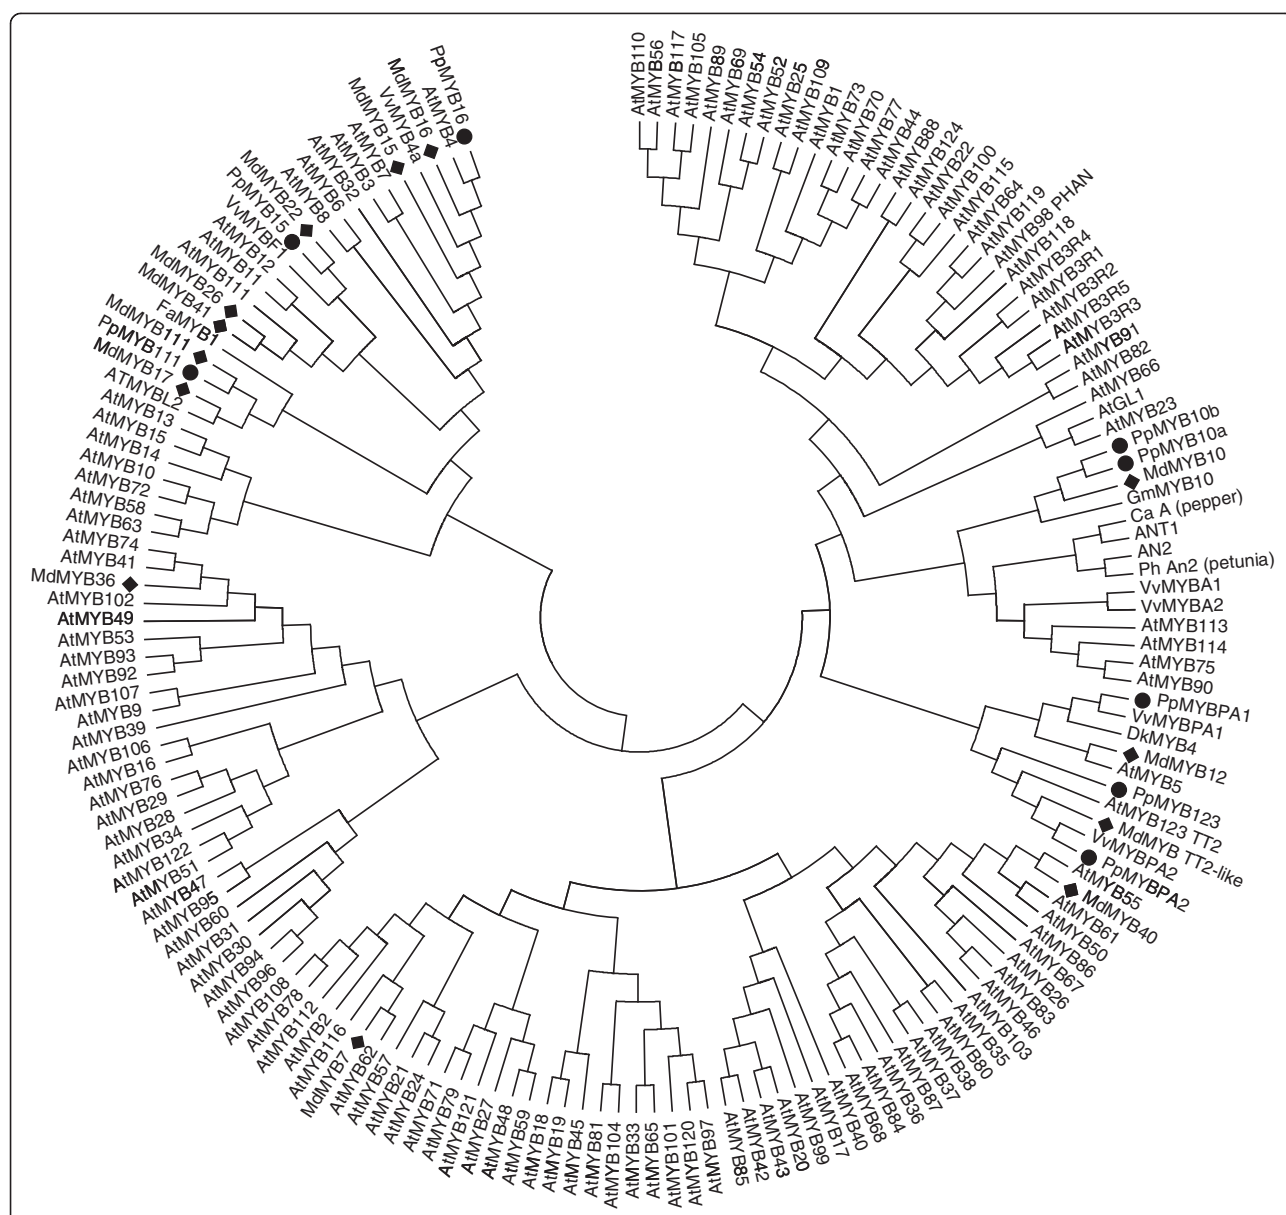 AtMYB110
AtMYB56
AtMYB117
AtMYB105
AtMYB89
AtMYB69
AtMYB54
AtMYB52
AtMYB25
AtMYB109
AtMYB1
AtMYB73
AtMYB70
AtMYB77
AtMYB44
AtMYB88
AtMYB124
AtMYB22
AtMYB100
AtMYB115
AtMYB64
AtMYB119
AtMYB98 PHAN
AtMYB118
AtMYB3R4
AtMYB3R1
AtMYB3R2
AtMYB3R5
AtMYB3R3
AtMYB91
AtMYB82
AtMYB66
AtGL1
AtMYB23
PpMYB10b
PpMYB10a
MdMYB10
GmMYB10
Ca A (pepper)
ANT1
AN2
Ph An2 (petunia)
VvMYBA1
VvMYBA2
AtMYB113
AtMYB114
AtMYB75
AtMYB90
PpMYBPA1
VvMYBPA1
DkMYB4
MdMYB12
AtMYB5
PpMYB123
AtMYB123 TT2
MdMYB TT2-like
VvMYBPA2
PpMYBPA2
AtMYB55
MdMYB40
AtMYB61
AtMYB50
AtMYB86
AtMYB67
AtMYB26
AtMYB83
AtMYB46
AtMYB103
AtMYB35
AtMYB80
AtMYB38
AtMYB37
AtMYB87
AtMYB36
AtMYB84
AtMYB68
AtMYB40
AtMYB17
AtMYB99
AtMYB20
AtMYB43
AtMYB42
AtMYB85
AtMYB97
AtMYB120
AtMYB101
AtMYB65
AtMYB33
AtMYB104
AtMYB81
AtMYB45
AtMYB19
AtMYB18
AtMYB59
AtMYB48
AtMYB27
AtMYB121
AtMYB79
AtMYB71
AtMYB24
AtMYB21
AtMYB57
AtMYB62
MdMYB7
AtMYB116
AtMYB2
AtMYB112
AtMYB78
AtMYB108
AtMYB96
AtMYB94
AtMYB30
AtMYB31
AtMYB60
AtMYB95
AtMYB47
AtMYB51
AtMYB122
AtMYB34
AtMYB28
AtMYB29
AtMYB76
AtMYB16
AtMYB106
AtMYB39
AtMYB9
AtMYB107
AtMYB92
AtMYB93
AtMYB53
AtMYB49
AtMYB102
MdMYB36
AtMYB41
AtMYB74
AtMYB63
AtMYB58
AtMYB72
AtMYB10
AtMYB14
AtMYB15
AtMYB13
ATMYBL2
MdMYB17
PpMYB111
MdMYB111
FaMYB1
MdMYB41
MdMYB26
AtMYB111
AtMYB11
AtMYB12
VvMYBF1
PpMYB15
MdMYB22
AtMYB8
AtMYB6
AtMYB32
AtMYB3
AtMYB7
MdMYB15
VvMYB4a
MdMYB16
AtMYB4
PpMYB16